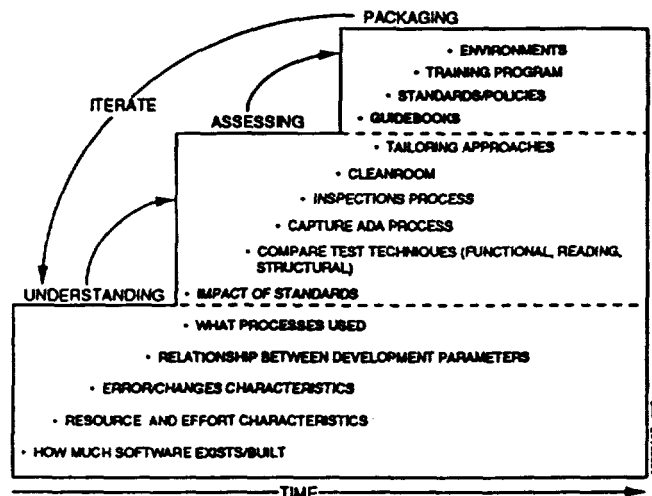 PACKAGING
• ENVIRONMENTS
• TRAINING PROGRAM
• STANDARDS/POLICIES
• GUIDEBOOKS
ITERATE
ASSESSING
• TAILORING APPROACHES
• CLEANROOM
• INSPECTIONS PROCESS
• CAPTURE ADA PROCESS
• COMPARE TEST TECHNIQUES (FUNCTIONAL, READING,
STRUCTURAL)
• IMPACT OF STANDARDS
UNDERSTANDING
• WHAT PROCESSES USED
• RELATIONSHIP BETWEEN DEVELOPMENT PARAMETERS
• ERROR/CHANGES CHARACTERISTICS
• RESOURCE AND EFFORT CHARACTERISTICS
• HOW MUCH SOFTWARE EXISTS/BUILT
TIME